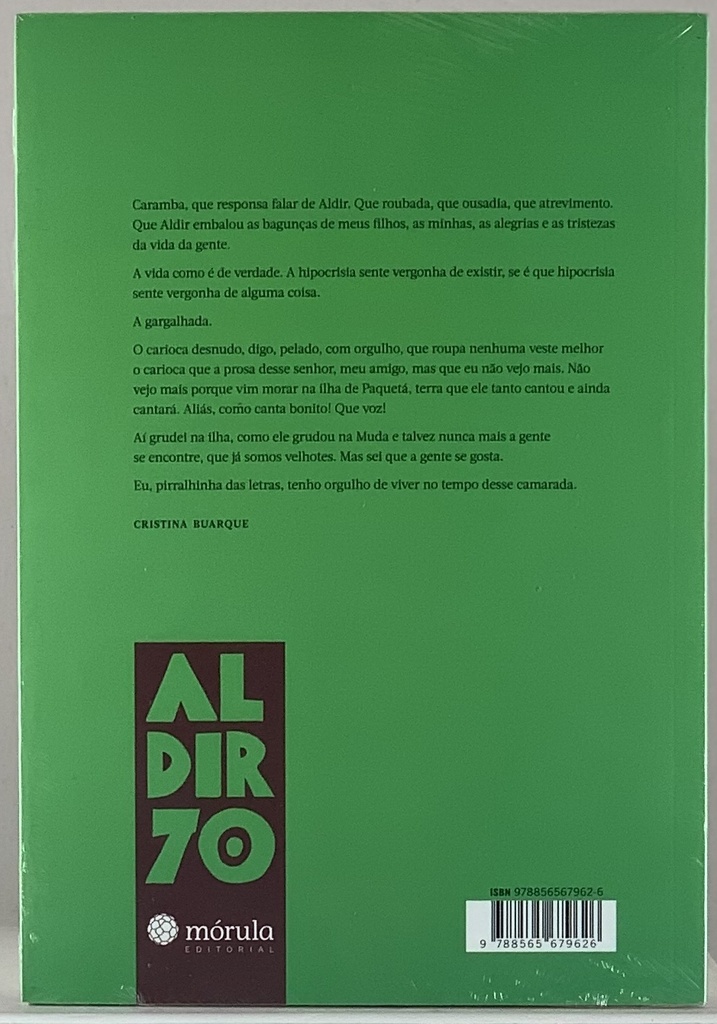 Caramba, que responsa falar de Aldir. Que roubada, que ousadia, que atrevimento.
Que Aldir embalou as bagunças de meus filhos, as minhas, as alegrias e as tristezas
da vida da gente.
A vida como é de verdade. A hipocrisia sente vergonha de existir, se é que hipocrisia
sente vergonha de alguma coisa.
A gargalhada.
O carioca desnudo, digo, pelado, com orgulho, que roupa nenhuma veste melhor
o carioca que a prosa desse senhor, meu amigo, mas que eu não vejo mais. Não
vejo mais porque vim morar na ilha de Paquetá, terra que ele tanto cantou e ainda
cantará. Aliás, como canta bonito! Que voz!
Aí grudei na ilha, como ele grudou na Muda e talvez nunca mais a gente
se encontre, que já somos velhotes. Mas sei que a gente se gosta.
Eu, pirralhinha das letras, tenho orgulho de viver no tempo desse camarada.
CRISTINA BUARQUE
AL
DIR
70
mórula
EDITORIAL
ISBN 978856567962-6
9 788565 679626